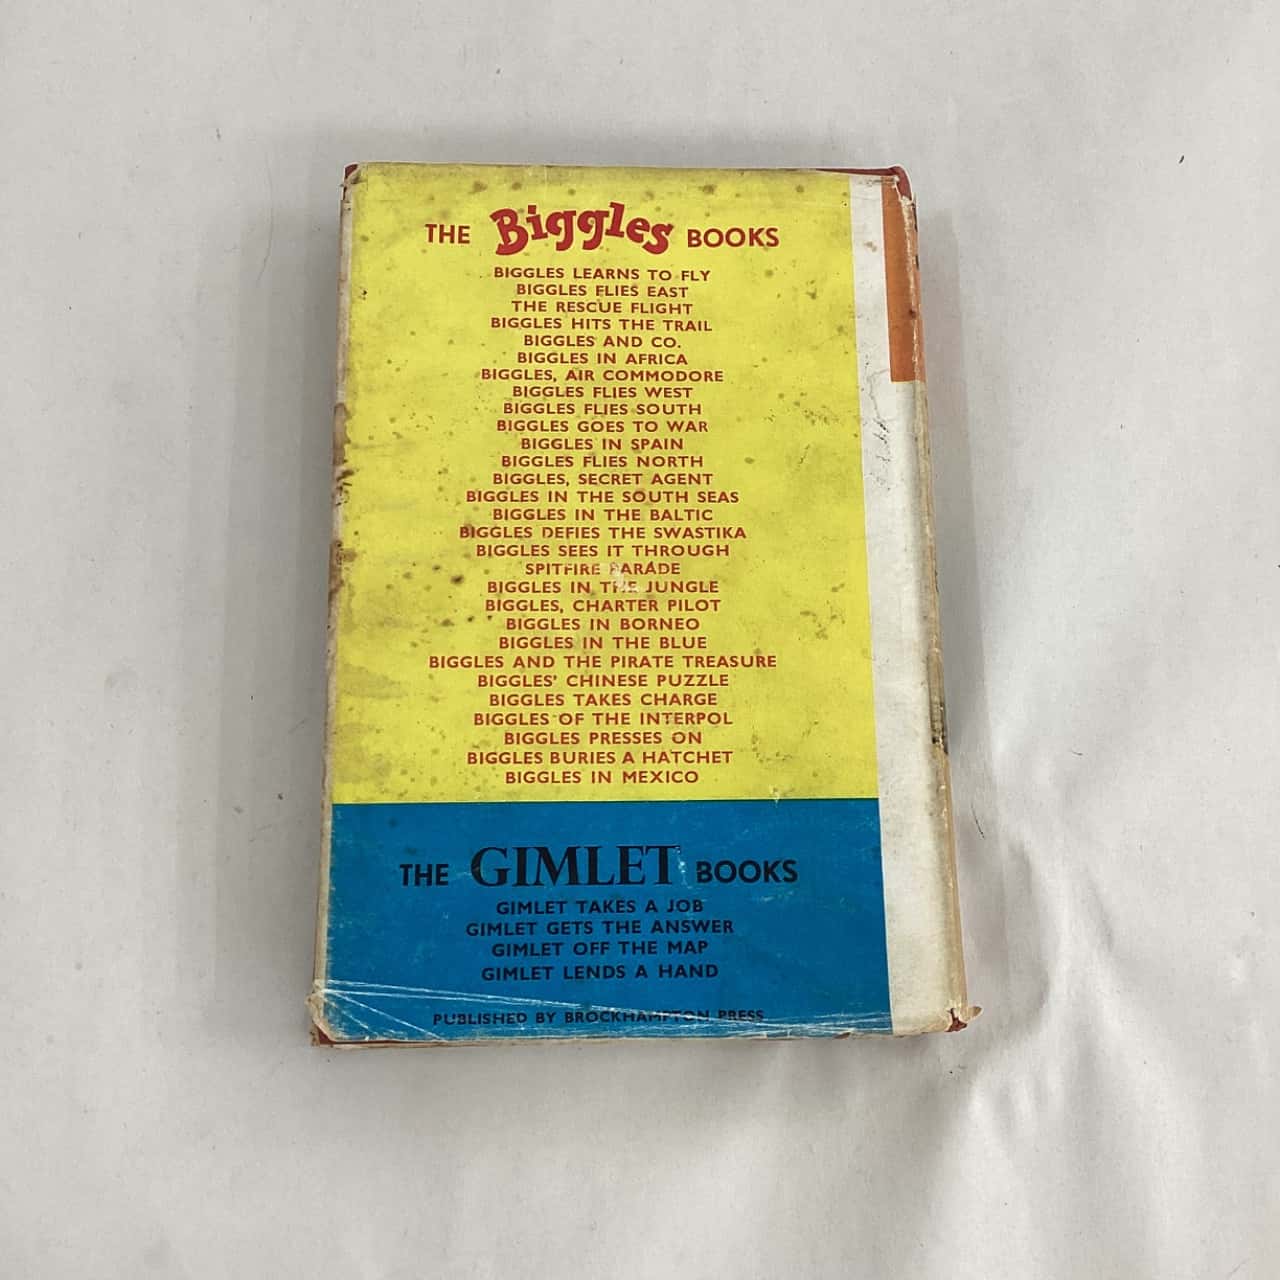 THE Biggles BOOKS
BIGGLES LEARNS TO FLY
BIGGLES FLIES EAST
THE RESCUE FLIGHT
BIGGLES HITS THE TRAIL
BIGGLES AND CO.
BIGGLES IN AFRICA
BIGGLES, AIR COMMODORE
BIGGLES FLIES WEST
BIGGLES FLIES SOUTH
BIGGLES GOES TO WAR
BIGGLES IN SPAIN
BIGGLES FLIES NORTH
BIGGLES, SECRET AGENT
BIGGLES IN THE SOUTH SEAS
BIGGLES IN THE BALTIC
BIGGLES DEFIES THE SWASTIKA
BIGGLES SEES IT THROUGH
SPITFIRE PARADE
BIGGLES IN THE JUNGLE
BIGGLES, CHARTER PILOT
BIGGLES IN BORNEO
BIGGLES IN THE BLUE
BIGGLES AND THE PIRATE TREASURE
BIGGLES' CHINESE PUZZLE
BIGGLES TAKES CHARGE
BIGGLES OF THE INTERPOL
BIGGLES PRESSES ON
BIGGLES BURIES A HATCHET
BIGGLES IN MEXICO
THE GIMLET BOOKS
GIMLET TAKES A JOB
GIMLET GETS THE ANSWER
GIMLET OFF THE MAP
GIMLET LENDS A HAND
PUBLISHED BY BROCKHAMPTON PRESS